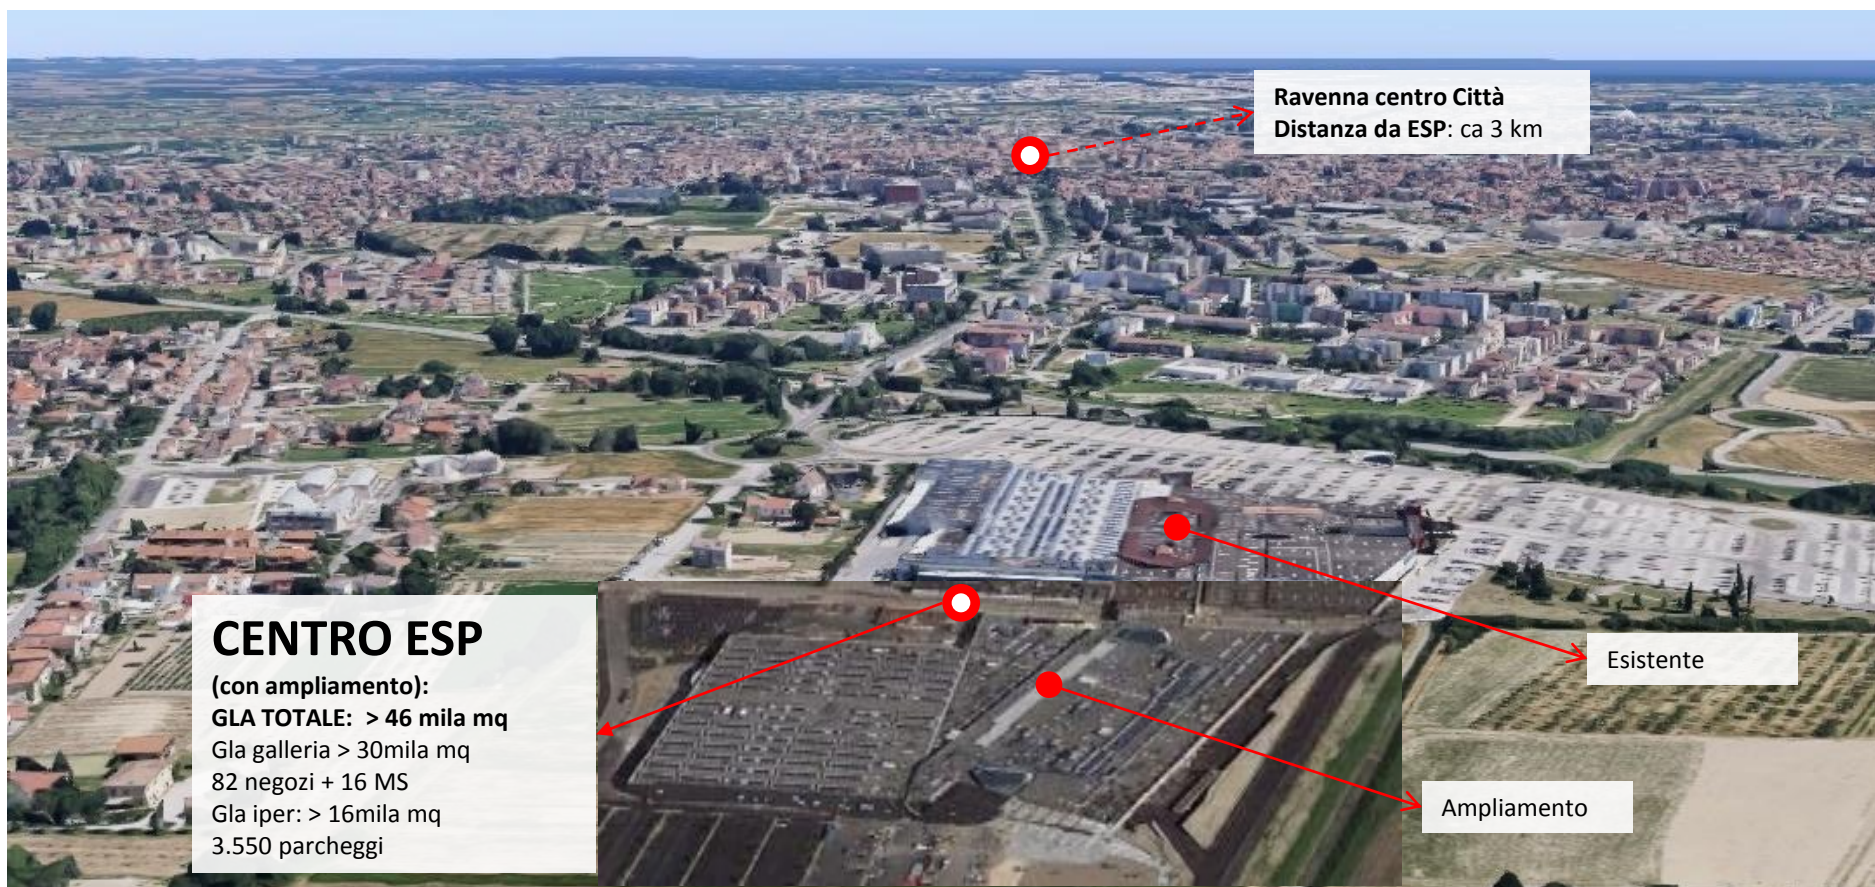 Ravenna centro Città
Distanza da ESP: ca 3 km
CENTRO ESP
(con ampliamento):
GLA TOTALE: > 46 mila mq
Gla galleria > 30mila mq
82 negozi + 16 MS
Gla iper: > 16mila mq
3.550 parcheggi
Esistente
Ampliamento